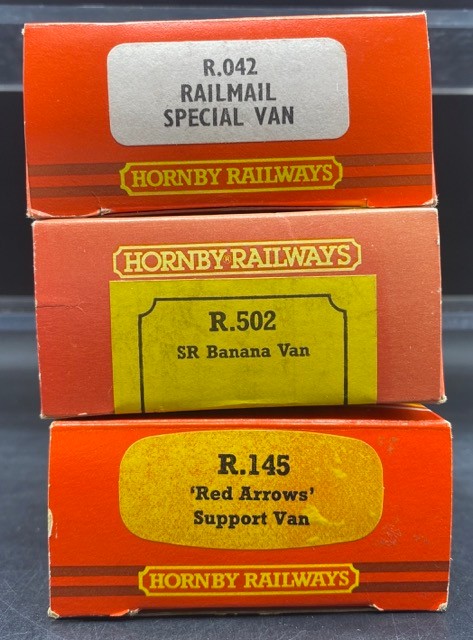 R.042
RAILMAIL
SPECIAL VAN
HORNBY RAILWAYS
HORNBY® RAILWAYS
R.502
SR Banana Van
R.145
'Red Arrows'
Support Van
HORNBY RAILWAYS